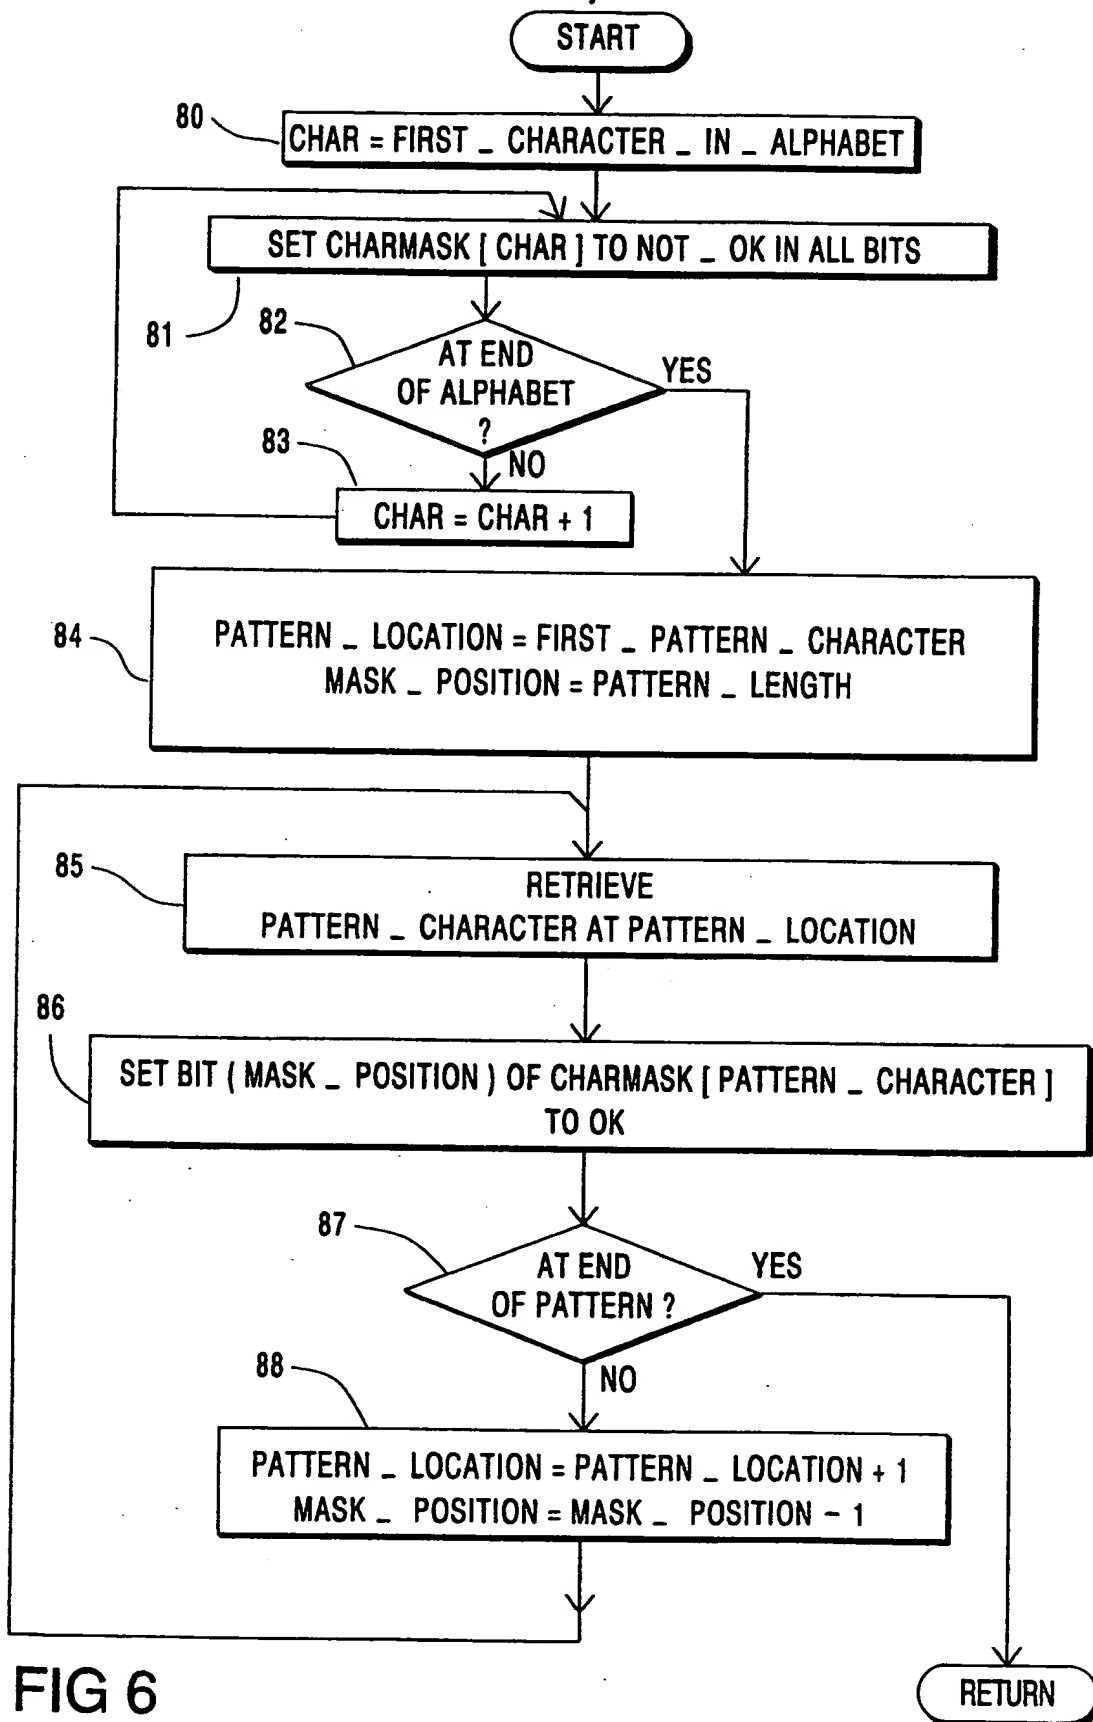 START
80
CHAR = FIRST _ CHARACTER _ IN _ ALPHABET
SET CHARMASK [ CHAR ] TO NOT _ OK IN ALL BITS
81
82
AT END
OF ALPHABET
?
YES
83
NO
CHAR = CHAR + 1
84
PATTERN _ LOCATION = FIRST _ PATTERN _ CHARACTER
MASK _ POSITION = PATTERN _ LENGTH
85
RETRIEVE
PATTERN _ CHARACTER AT PATTERN _ LOCATION
86
SET BIT ( MASK _ POSITION ) OF CHARMASK [ PATTERN _ CHARACTER ]
TO OK
87
AT END
OF PATTERN ?
YES
88
NO
PATTERN _ LOCATION = PATTERN _ LOCATION + 1
MASK _ POSITION = MASK _ POSITION - 1
FIG 6
RETURN